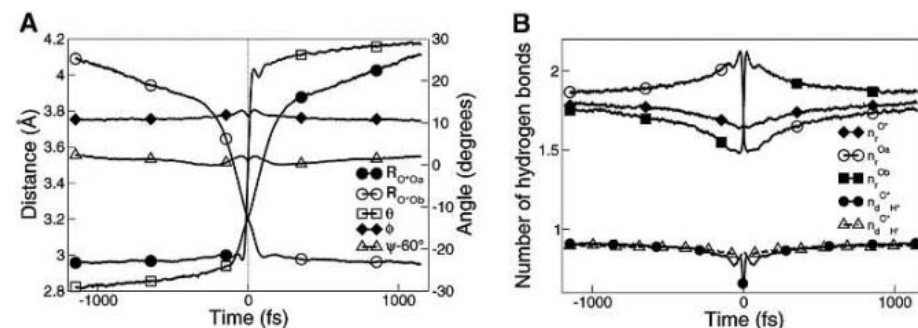 A
B
4.2
4
3.8
3.6
3.4
3.2
3
2.8
Distance (Å)
30
20
10
0
-10
-20
-30
Angle (degrees)
R O*Oa
R O*Ob
θ
ϕ
ψ-60°
-1000
0
1000
Time (fs)
2
1.5
1
Number of hydrogen bonds
n r O*
n r Oa
n r Ob
n d O* H*
n d O* H'
-1000
0
1000
Time (fs)